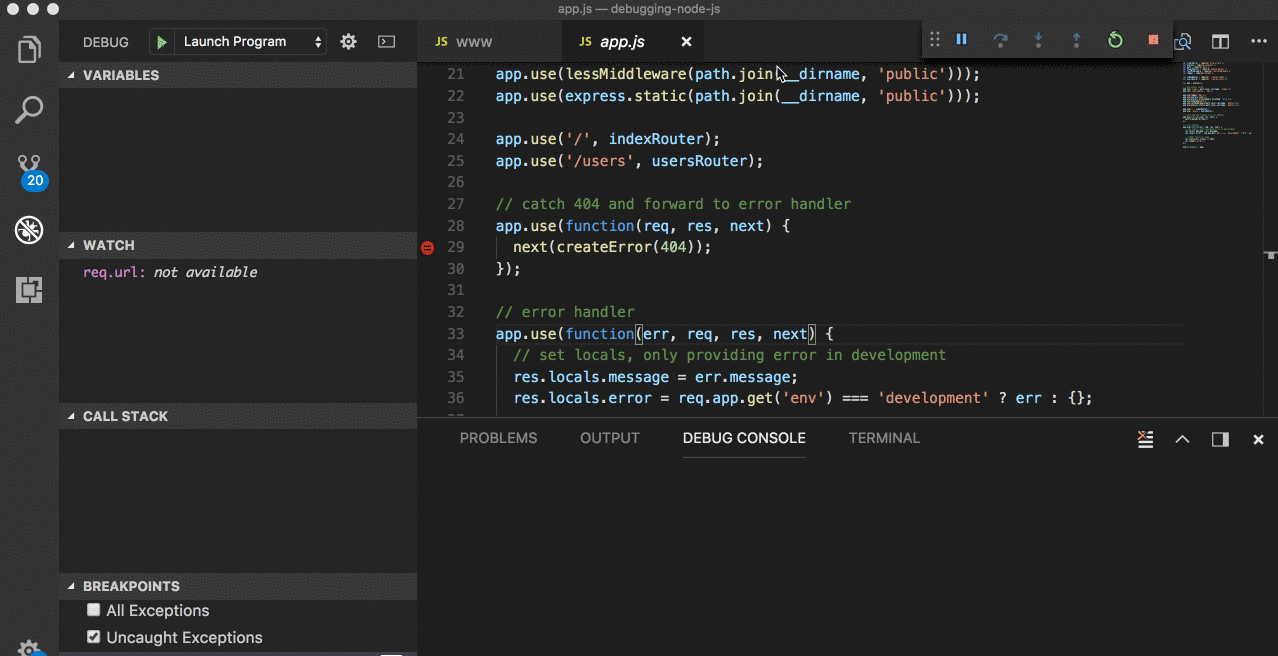 app.js — debugging-node-js
DEBUG Launch Program
JS www
JS app.js
VARIABLES
20
WATCH
req.url: not available
CALL STACK
BREAKPOINTS
All Exceptions
Uncaught Exceptions
21 app.use(lessMiddleware(path.join(__dirname, 'public')));
22 app.use(express.static(path.join(__dirname, 'public')));
23
24 app.use('/', indexRouter);
25 app.use('/users', usersRouter);
26
27 // catch 404 and forward to error handler
28 app.use(function(req, res, next) {
29 next(createError(404));
30 });
31
32 // error handler
33 app.use(function(err, req, res, next) {
34 // set locals, only providing error in development
35 res.locals.message = err.message;
36 res.locals.error = req.app.get('env') === 'development' ? err : {};
PROBLEMS OUTPUT DEBUG CONSOLE TERMINAL